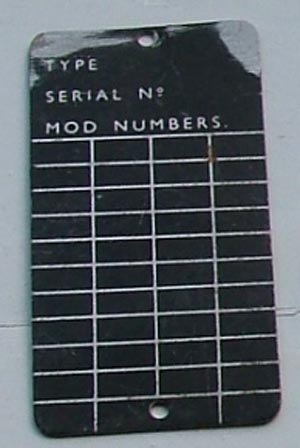 TYPE
SERIAL Nº
MOD NUMBERS.